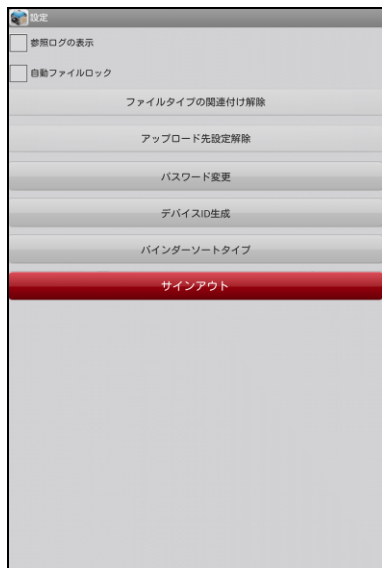 設定
参照ログの表示
自動ファイルロック
ファイルタイプの関連付け解除
アップロード先設定解除
パスワード変更
デバイスID生成
バインダーソートタイプ
サインアウト